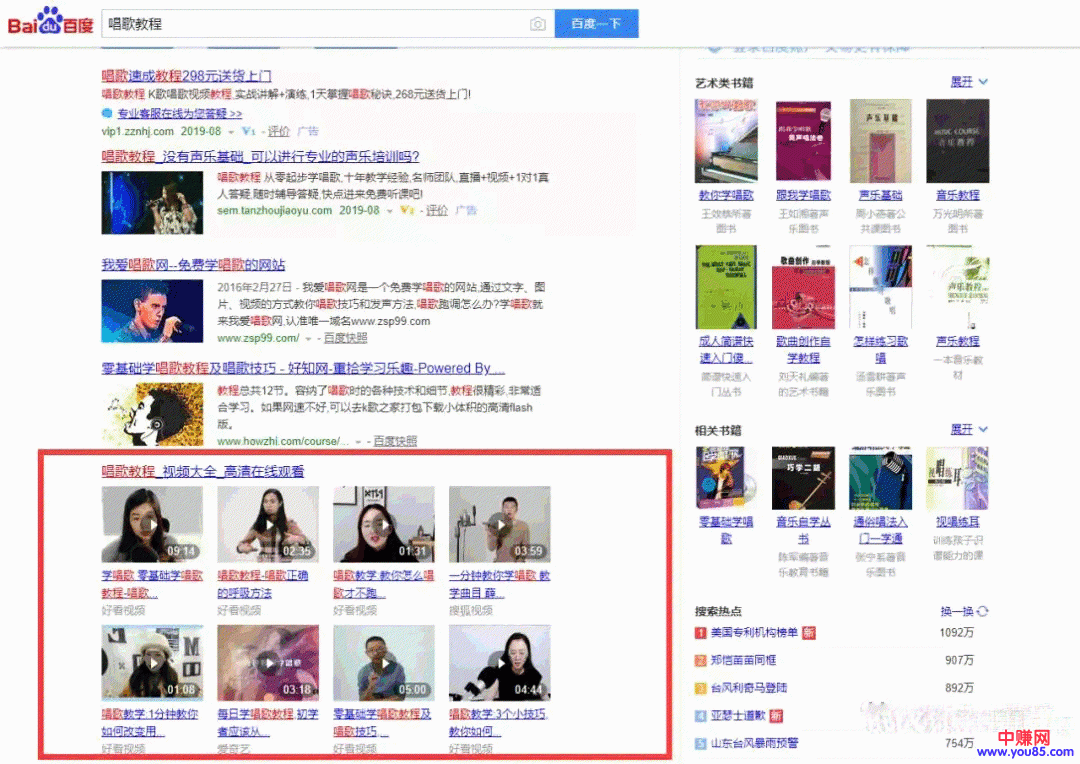 Bai du 百度
唱歌教程
百度一下
唱歌速成教程298元送货上门
唱歌教程 K歌唱歌视频教程,实战讲解+演练,1天掌握唱歌秘诀,268元送货上门!
专业客服在线为您答疑 >>
vip1.zznhj.com 2019-08 V1 - 评价 广告
唱歌教程_没有声乐基础_可以进行专业的声乐培训吗?
唱歌教程 从零起步学唱歌,十年教学经验,名师团队,直播+视频+1对1真
人答疑,随时辅导答疑,快点进来免费听课吧!
sem.tanzhoujiaoyu.com 2019-08 - 评价 广告
我爱唱歌网--免费学唱歌的网站
2016年2月27日 - 我爱唱歌网是一个免费学唱歌的网站,通过文字、图
片、视频的方式教你唱歌技巧和发声方法,唱歌跑调怎么办?学唱歌就
来我爱唱歌网,认准唯一域名www.zsp99.com
www.zsp99.com/ - 百度快照
零基础学唱歌教程及唱歌技巧 - 好知网-重拾学习乐趣-Powered By ...
教程总共12节。容纳了唱歌时的各种技术和细节,教程很精彩,非常适
合学习。如果网速不好,可以去k歌之家打包下载小体积的高清flash
版。
www.howzhi.com/course/... - 百度快照
唱歌教程_视频大全_高清在线观看
09:14
02:35
01:31
03:59
学唱歌 零基础学唱歌
教程-唱歌...
好看视频
唱歌教程-唱歌正确
的呼吸方法
好看视频
唱歌教学 教你怎么唱
歌才不跑...
好看视频
一分钟教你学唱歌 教
学曲目 薛...
搜狐视频
01:08
03:18
05:00
04:44
唱歌教学:1分钟教你
如何改变用...
好看视频
每日学唱歌教程,初学
者应该从...
爱奇艺
零基础学唱歌教程及
唱歌技巧,...
好看视频
唱歌教学:3个小技巧,
教你如何...
好看视频
艺术类书籍
展开
教你学唱歌
王效恭所著
图书
跟我学唱歌
王如湘著声
乐图书
声乐基础
周小燕著公
共课图书
音乐教程
万光明所著
图书
成人简谱快
速入门捷...
简谱快速入
门丛书
歌曲创作自
学教程
刘天礼编著
的艺术书籍
怎样练习歌
唱
汤雪耕著声
乐图书
声乐教程
一本音乐教
材
相关书籍
展开
零基础学唱
歌
音乐自学丛
书
陈军编著音
乐教育书籍
通俗唱法入
门一学通
张宁系著音
乐图书
视唱练耳
训练孩子识
谱能力的课
搜索热点
换一换
1 美国专利机构榜单 新 1092万
2 郑恺苗苗同框 907万
3 台风利奇马登陆 892万
4 亚瑟士道歉 新
5 山东台风暴雨预警 754万
中赚网
www.you85.com